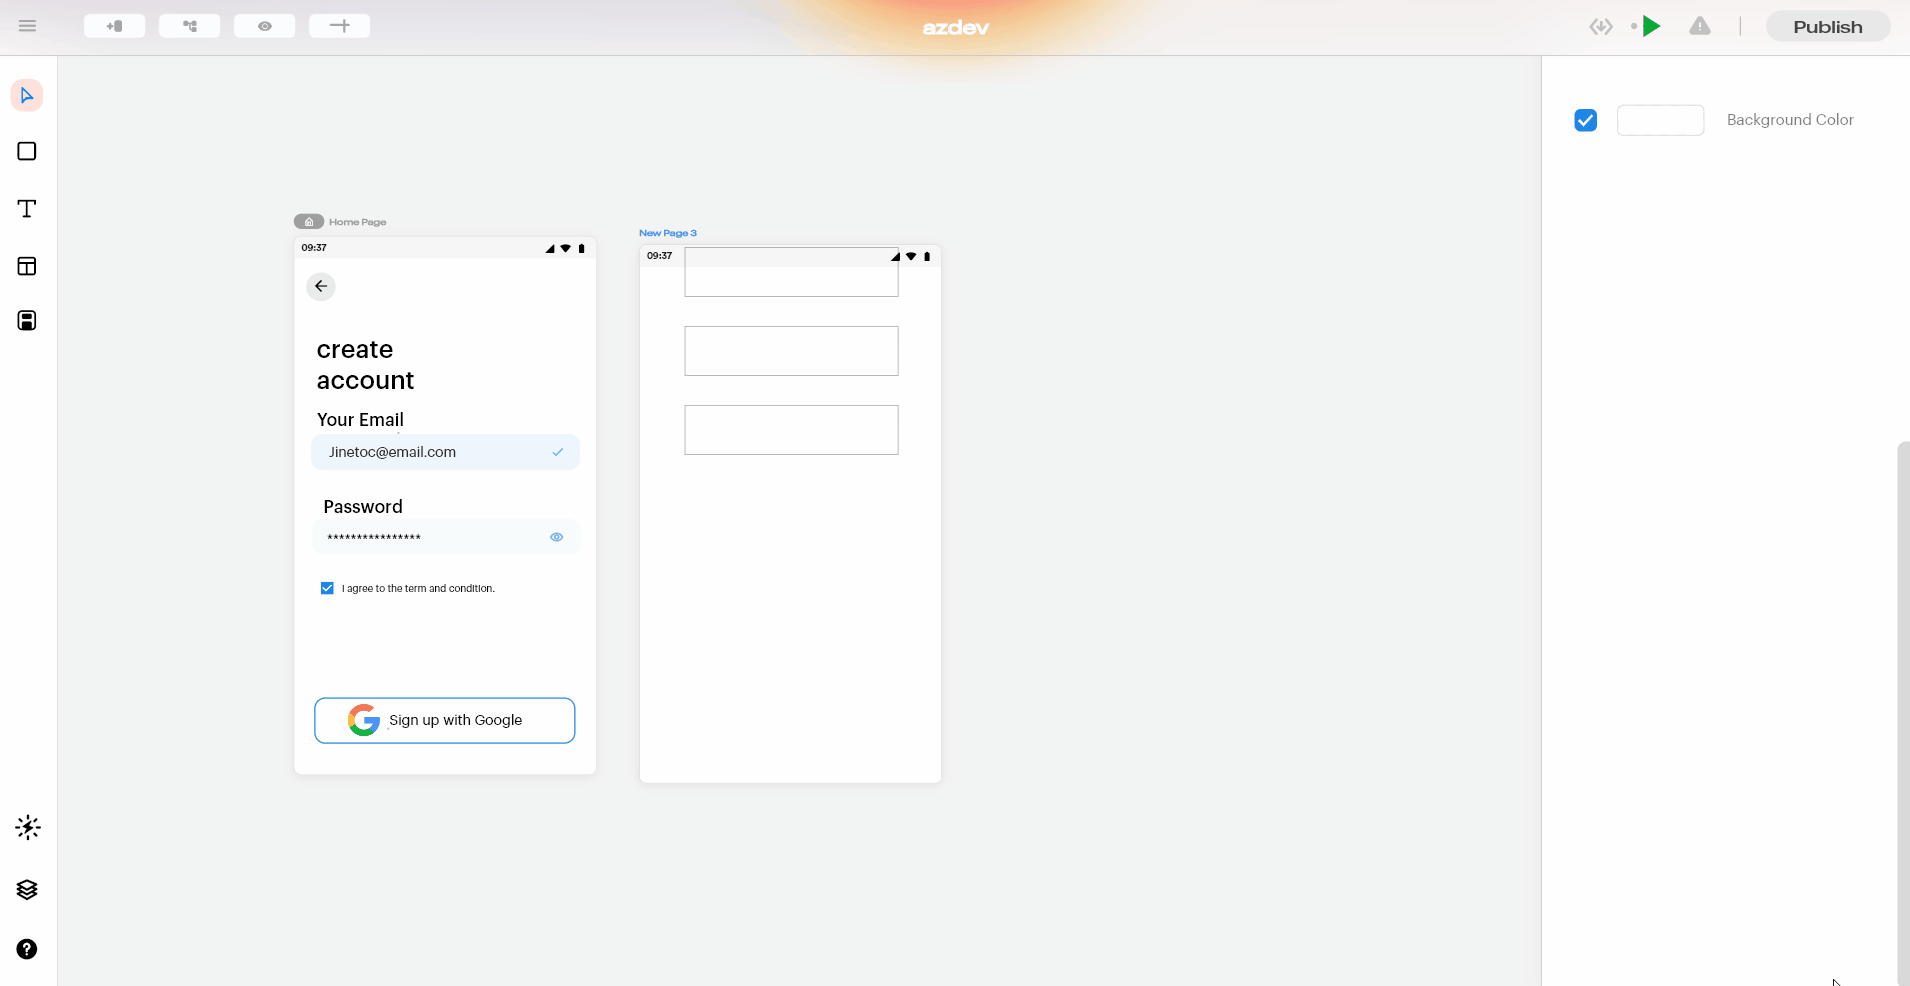 azdev
Publish
Background Color
Home Page
New Page 3
09:37
09:37
create
account
Your Email
Jinetoc@email.com
Password
****************
I agree to the term and condition.
Sign up with Google